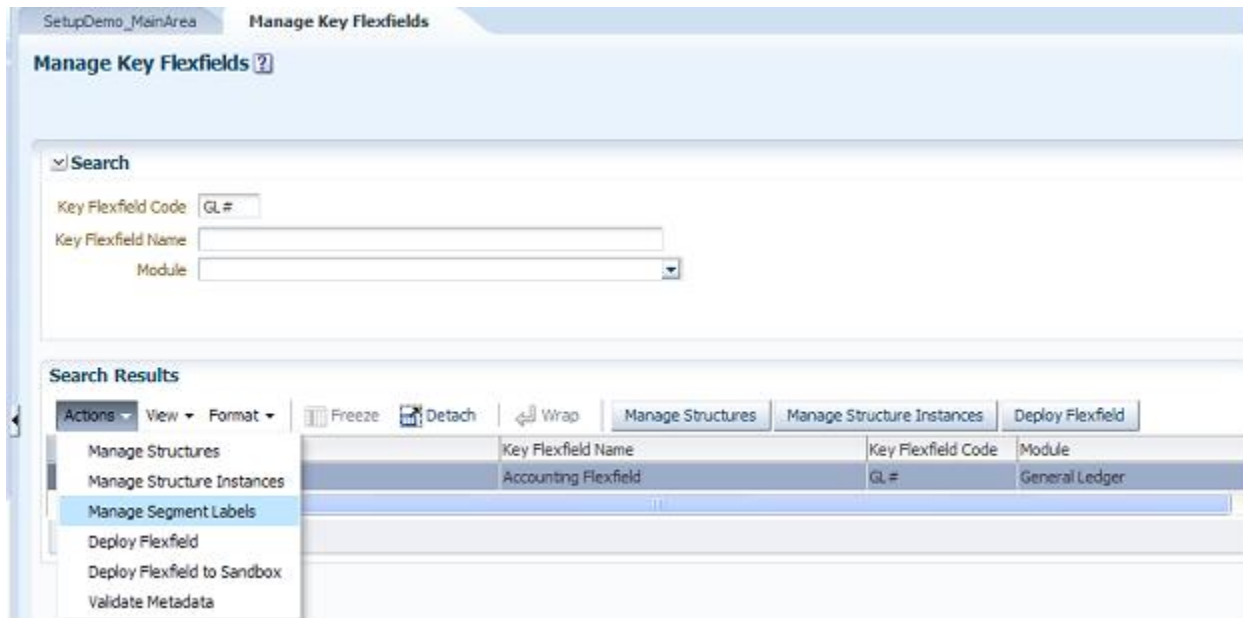 SetupDemo_MainArea Manage Key Flexfields
Manage Key Flexfields ?
Search
Key Flexfield Code GL#
Key Flexfield Name
Module
Search Results
Actions View Format Freeze Detach Wrap Manage Structures Manage Structure Instances Deploy Flexfield
Key Flexfield Name Key Flexfield Code Module
Accounting Flexfield GL# General Ledger
Manage Structures
Manage Structure Instances
Manage Segment Labels
Deploy Flexfield
Deploy Flexfield to Sandbox
Validate Metadata